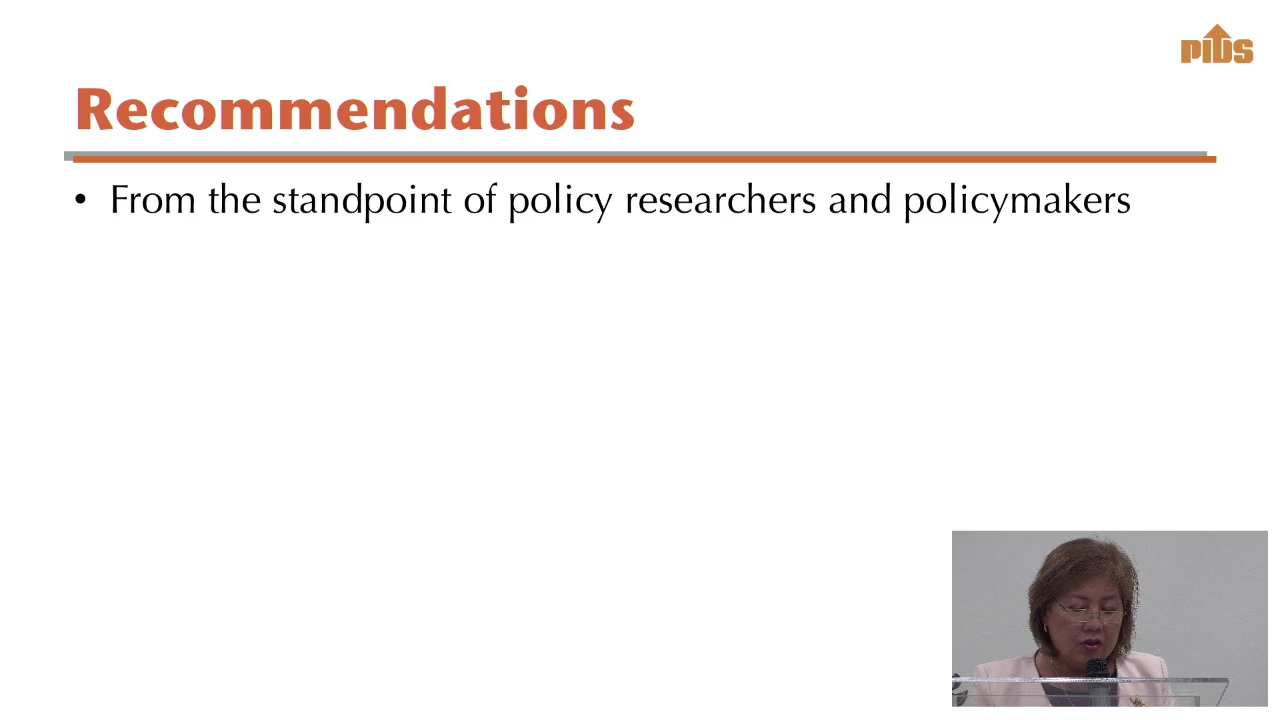 PIDS
Recommendations
• From the standpoint of policy researchers and policymakers